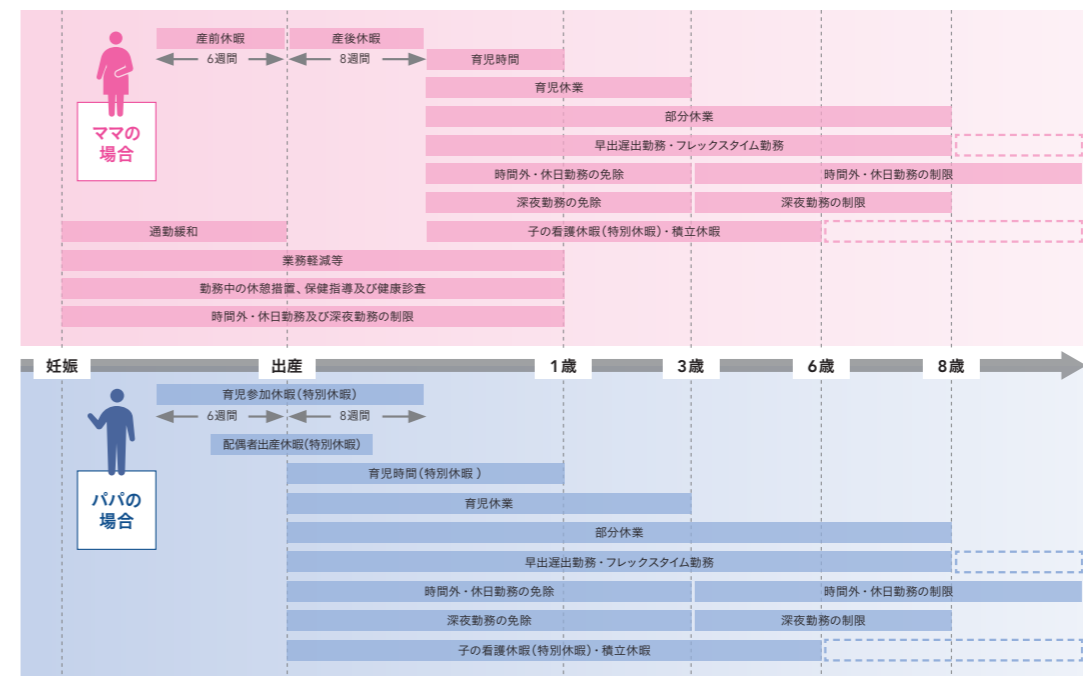 産前休暇
産後休暇
6週間
8週間
育児時間
育児休業
ママの
場合
部分休業
早出遅出勤務・フレックスタイム勤務
時間外・休日勤務の免除
時間外・休日勤務の制限
深夜勤務の免除
深夜勤務の制限
通勤緩和
子の看護休暇(特別休暇)・積立休暇
業務軽減等
勤務中の休憩措置、保健指導及び健康診査
時間外・休日勤務及び深夜勤務の制限
妊娠
出産
1歳
3歳
6歳
8歳
育児参加休暇(特別休暇)
6週間
8週間
配偶者出産休暇(特別休暇)
育児時間(特別休暇)
パパの
場合
育児休業
部分休業
早出遅出勤務・フレックスタイム勤務
時間外・休日勤務の免除
時間外・休日勤務の制限
深夜勤務の免除
深夜勤務の制限
子の看護休暇(特別休暇)・積立休暇